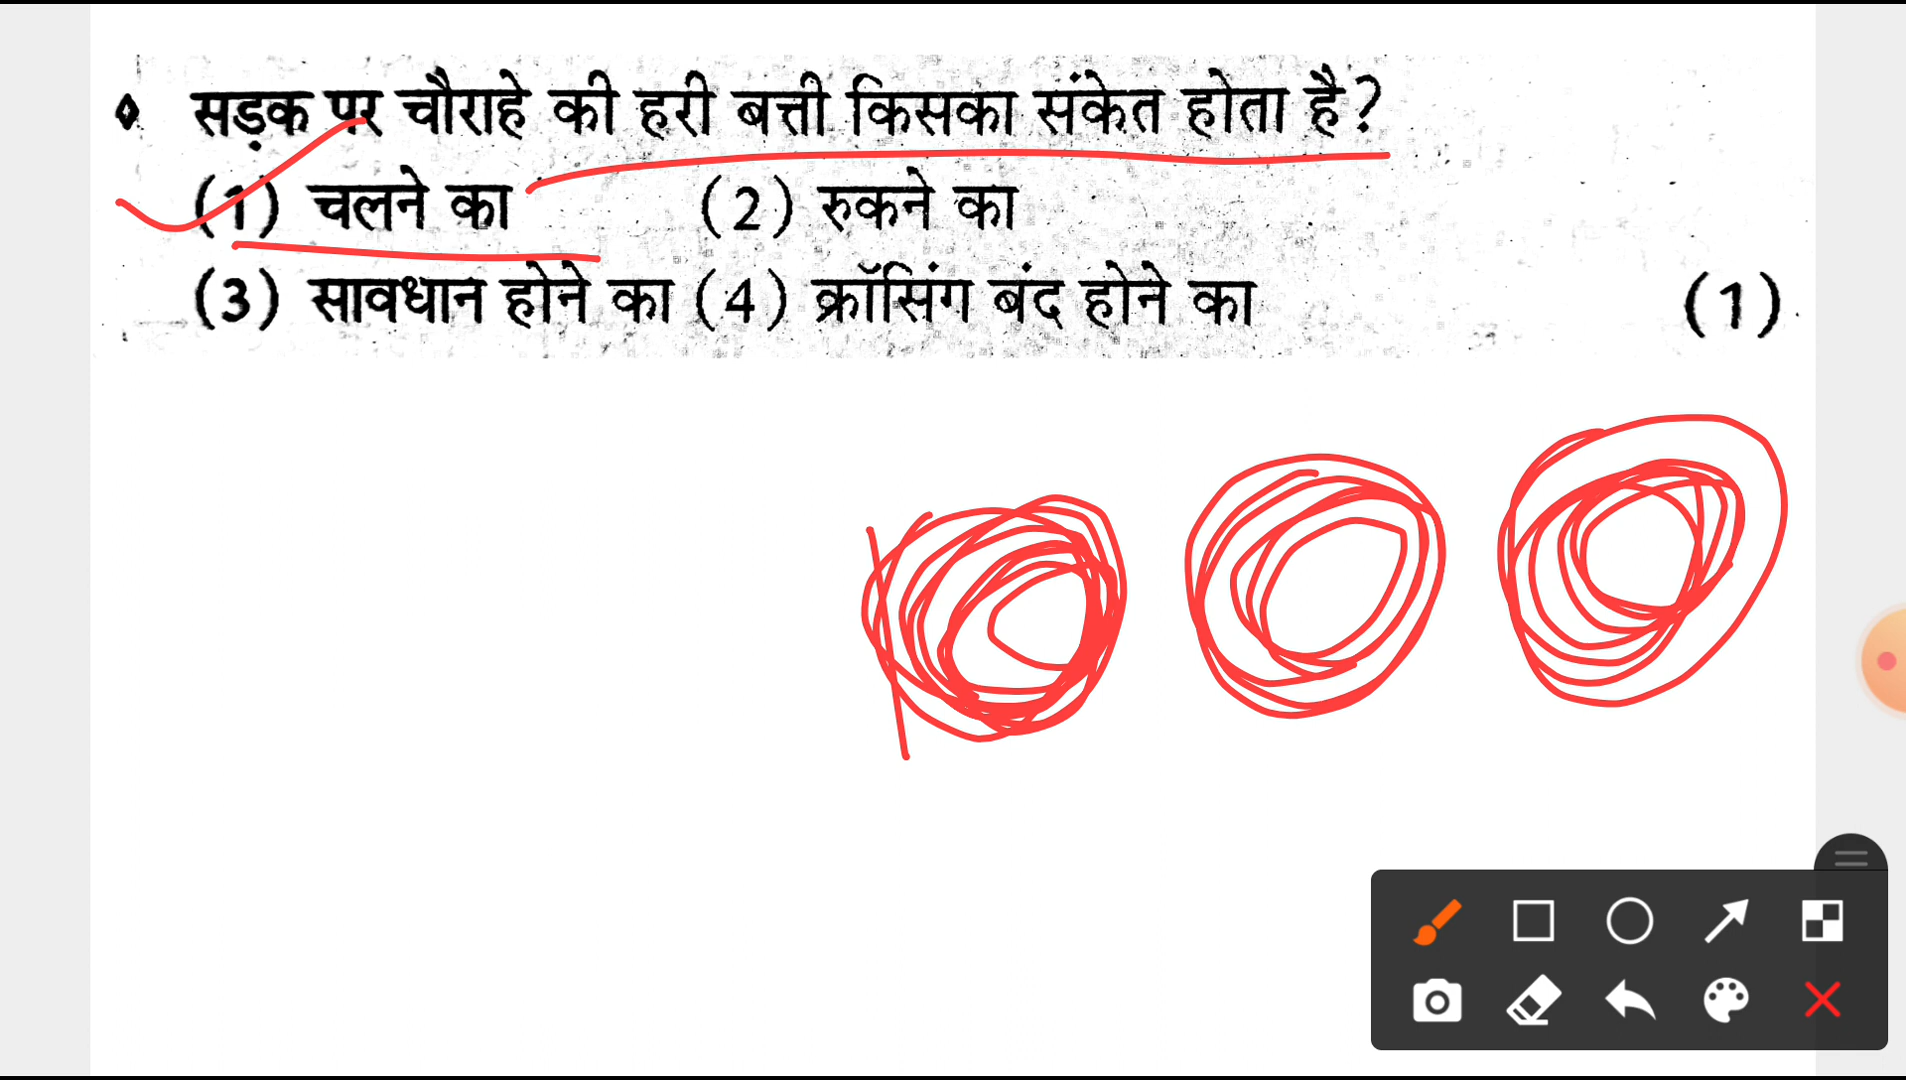 सड़क पर चौराहे की हरी बत्ती किसका संकेत होता है?
(1) चलने का (2) रुकने का
(3) सावधान होने का (4) क्रॉसिंग बंद होने का (1)